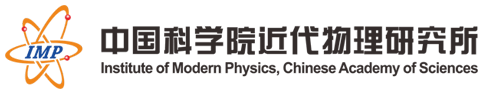 IMP
中国科学院近代物理研究所
Institute of Modern Physics, Chinese Academy of Sciences